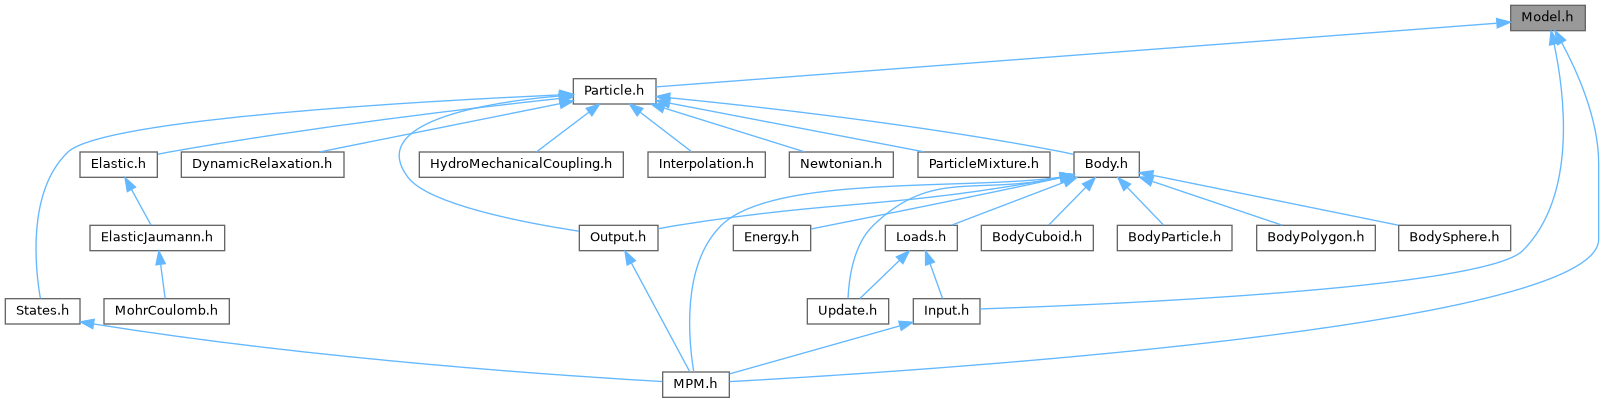 Model.h
Particle.h
Elastic.h
DynamicRelaxation.h
HydroMechanicalCoupling.h
Interpolation.h
Newtonian.h
ParticleMixture.h
Body.h
ElasticJaumann.h
Output.h
Energy.h
Loads.h
BodyCuboid.h
BodyParticle.h
BodyPolygon.h
BodySphere.h
States.h
MohrCoulomb.h
Update.h
Input.h
MPM.h